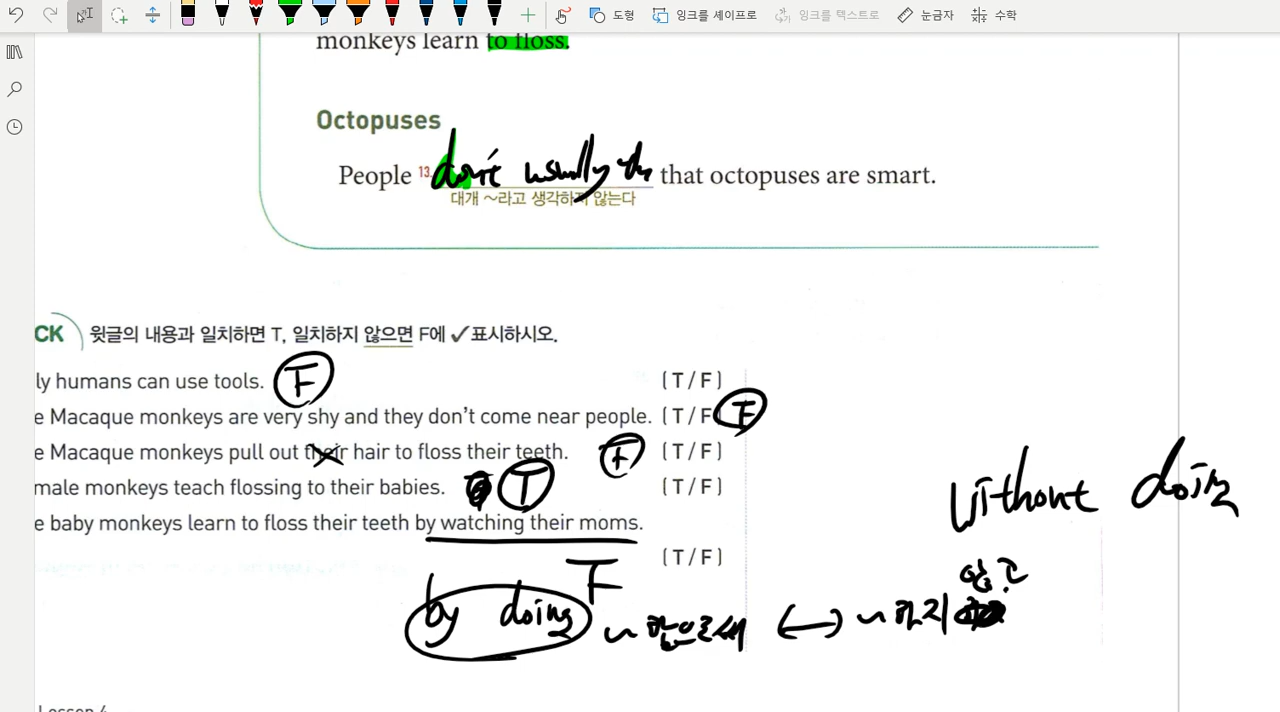 도형 잉크를 셰이프로 잉크를 텍스트로 눈금자 수학
monkeys learn to floss.
Octopuses
People 13. don't usually that octopuses are smart.
대개 ~라고 생각하지 않는다
CK 윗글의 내용과 일치하면 T, 일치하지 않으면 F에 ✓표시하시오.
ly humans can use tools. F (T / F)
e Macaque monkeys are very shy and they don't come near people. (T / F) F
e Macaque monkeys pull out their hair to floss their teeth. F (T / F)
male monkeys teach flossing to their babies. T (T / F)
e baby monkeys learn to floss their teeth by watching their moms.
(T / F)
without doing
by doing T ~함으로써 ↔ ~하지 않고
Lesson 4